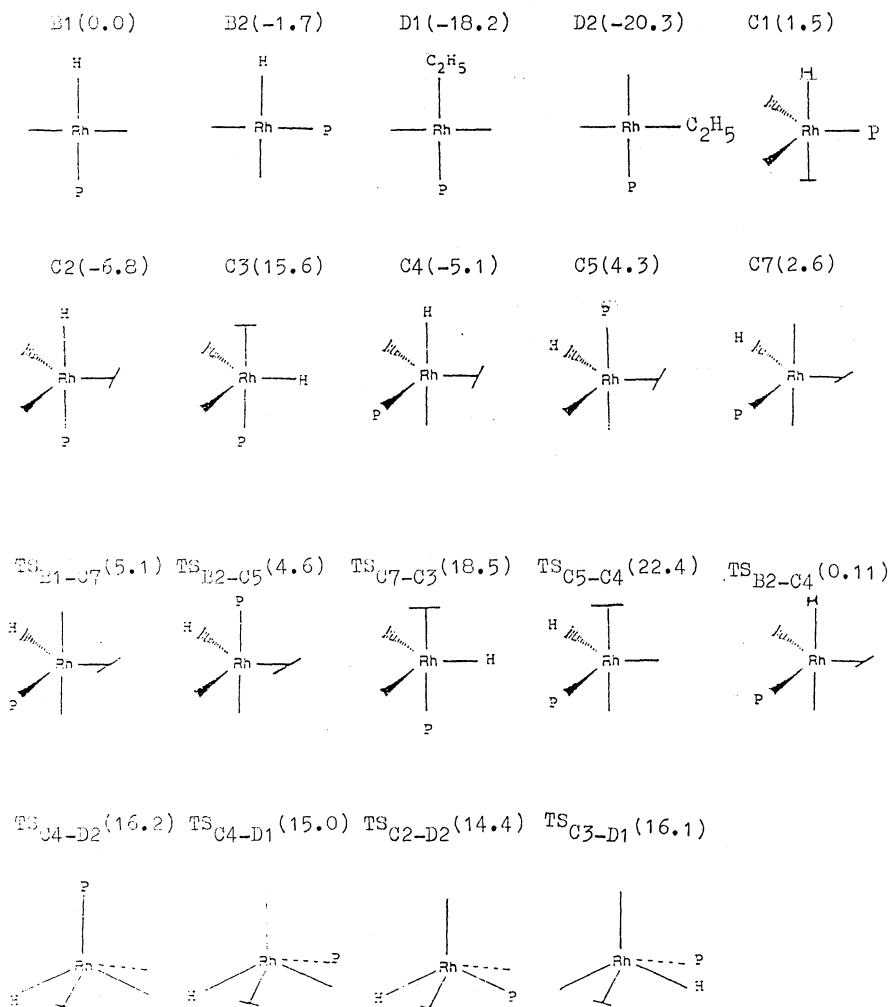 B1(0.0) B2(-1.7) D1(-18.2) D2(-20.3) C1(1.5)
H H C2H5 H
Rh Rh P Rh Rh C2H5 Rh P
P P P
C2(-6.8) C3(15.6) C4(-5.1) C5(4.3) C7(2.6)
H H P
H H
Rh Rh H Rh Rh Rh
P P
P P
TSB1-C7(5.1) TSB2-C5(4.6) TSC7-C3(18.5) TSC5-C4(22.4) TSB2-C4(0.11)
P H
H H H
Rh Rh Rh H Rh Rh
P P P
P
TSC4-D2(16.2) TSC4-D1(15.0) TSC2-D2(14.4) TSC3-D1(16.1)
P
Rh Rh P Rh Rh P
H H H P H